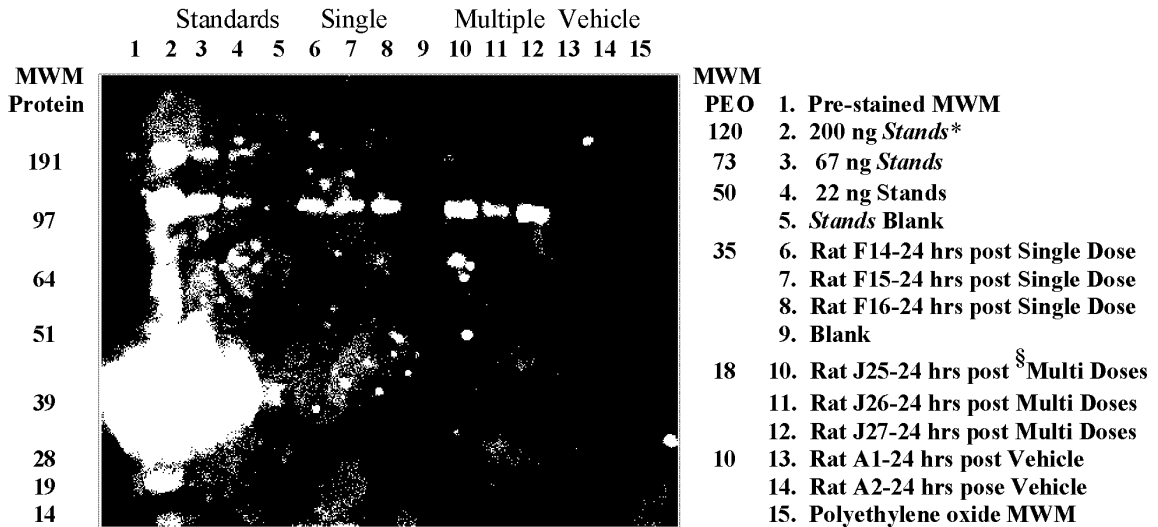 Standards Single Multiple Vehicle
1 2 3 4 5 6 7 8 9 10 11 12 13 14 15
MWM
Protein
191
97
64
51
39
28
19
14
MWM
PEO
120
73
50
35
18
10
1. Pre-stained MWM
2. 200 ng Stands*
3. 67 ng Stands
4. 22 ng Stands
5. Stands Blank
6. Rat F14-24 hrs post Single Dose
7. Rat F15-24 hrs post Single Dose
8. Rat F16-24 hrs post Single Dose
9. Blank
10. Rat J25-24 hrs post §Multi Doses
11. Rat J26-24 hrs post Multi Doses
12. Rat J27-24 hrs post Multi Doses
13. Rat A1-24 hrs post Vehicle
14. Rat A2-24 hrs pose Vehicle
15. Polyethylene oxide MWM